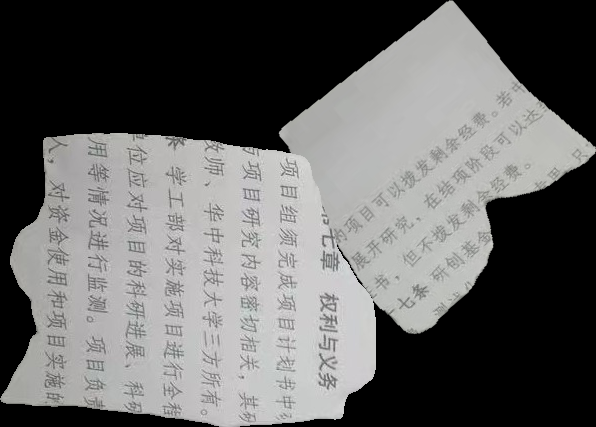 的项目可以拨发剩余经费。若中
展开研究，在结项阶段可以达
书，但不拨发剩余经费。
七条 研创基金
七章 权利与义务
项目组须完成项目计划书中
与项目研究内容密切相关，其研
教师、华中科技大学三方所有。
条 学工部对实施项目进行全程
单位应对项目的科研进展、科研
用等情况进行监测。项目负责
人，对资金使用和项目实施的